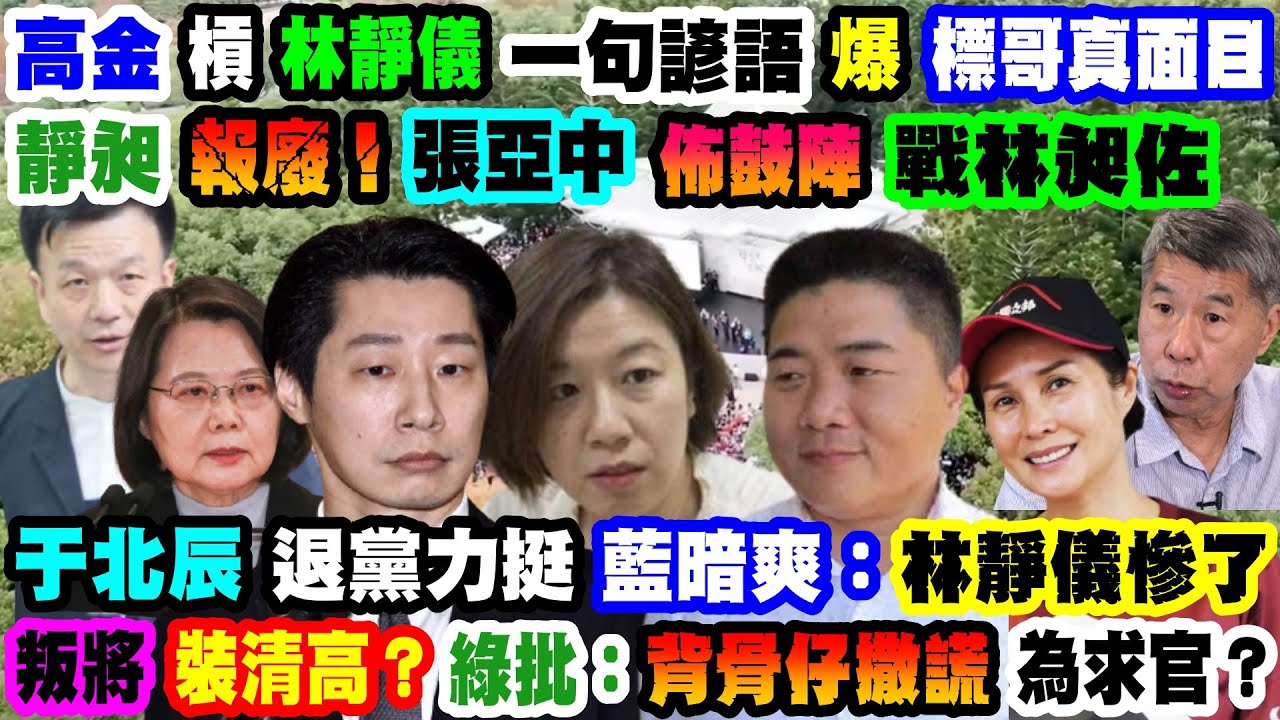 高金 槓 林靜儀 一句諺語 爆 標哥真面目
靜昶 報廢！張亞中 佈鼓陣 戰林昶佐
于北辰 退黨力挺 藍暗爽：林靜儀慘了
叛將 裝清高？綠批：背骨仔撒謊 為求官？